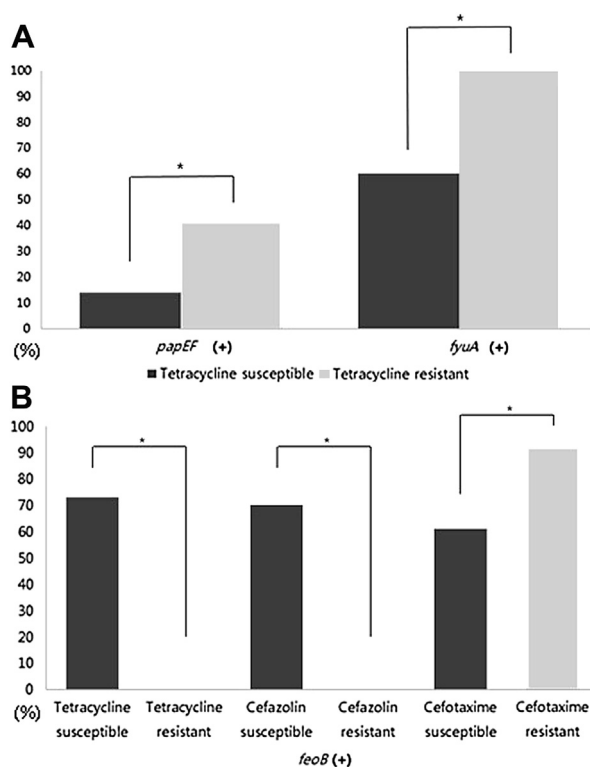 A
*
*
100
90
80
70
60
50
40
30
20
10
0
(%)
papEF (+)
fyuA (+)
Tetracycline susceptible Tetracycline resistant
B
*
*
*
100
90
80
70
60
50
40
30
20
10
0
(%)
Tetracycline susceptible
Tetracycline resistant
Cefazolin susceptible
Cefazolin resistant
Cefotaxime susceptible
Cefotaxime resistant
feoB (+)